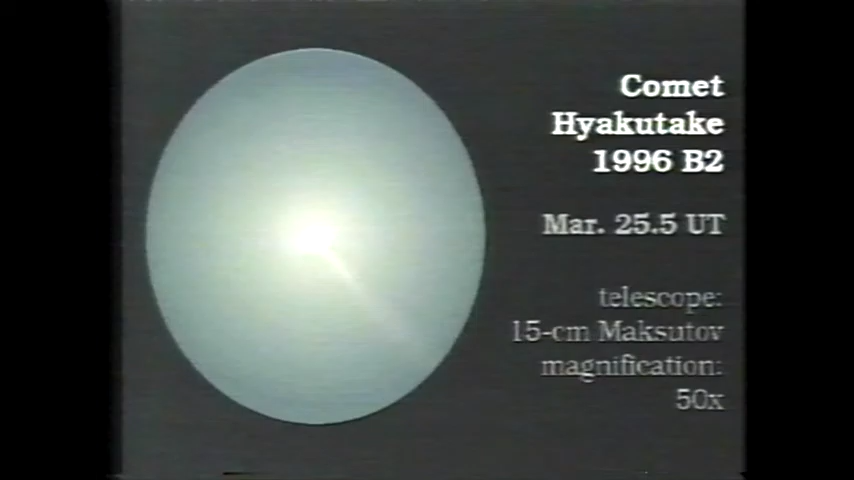 Comet
Hyakutake
1996 B2
Mar. 25.5 UT
telescope:
15-cm Maksutov
magnification:
50x